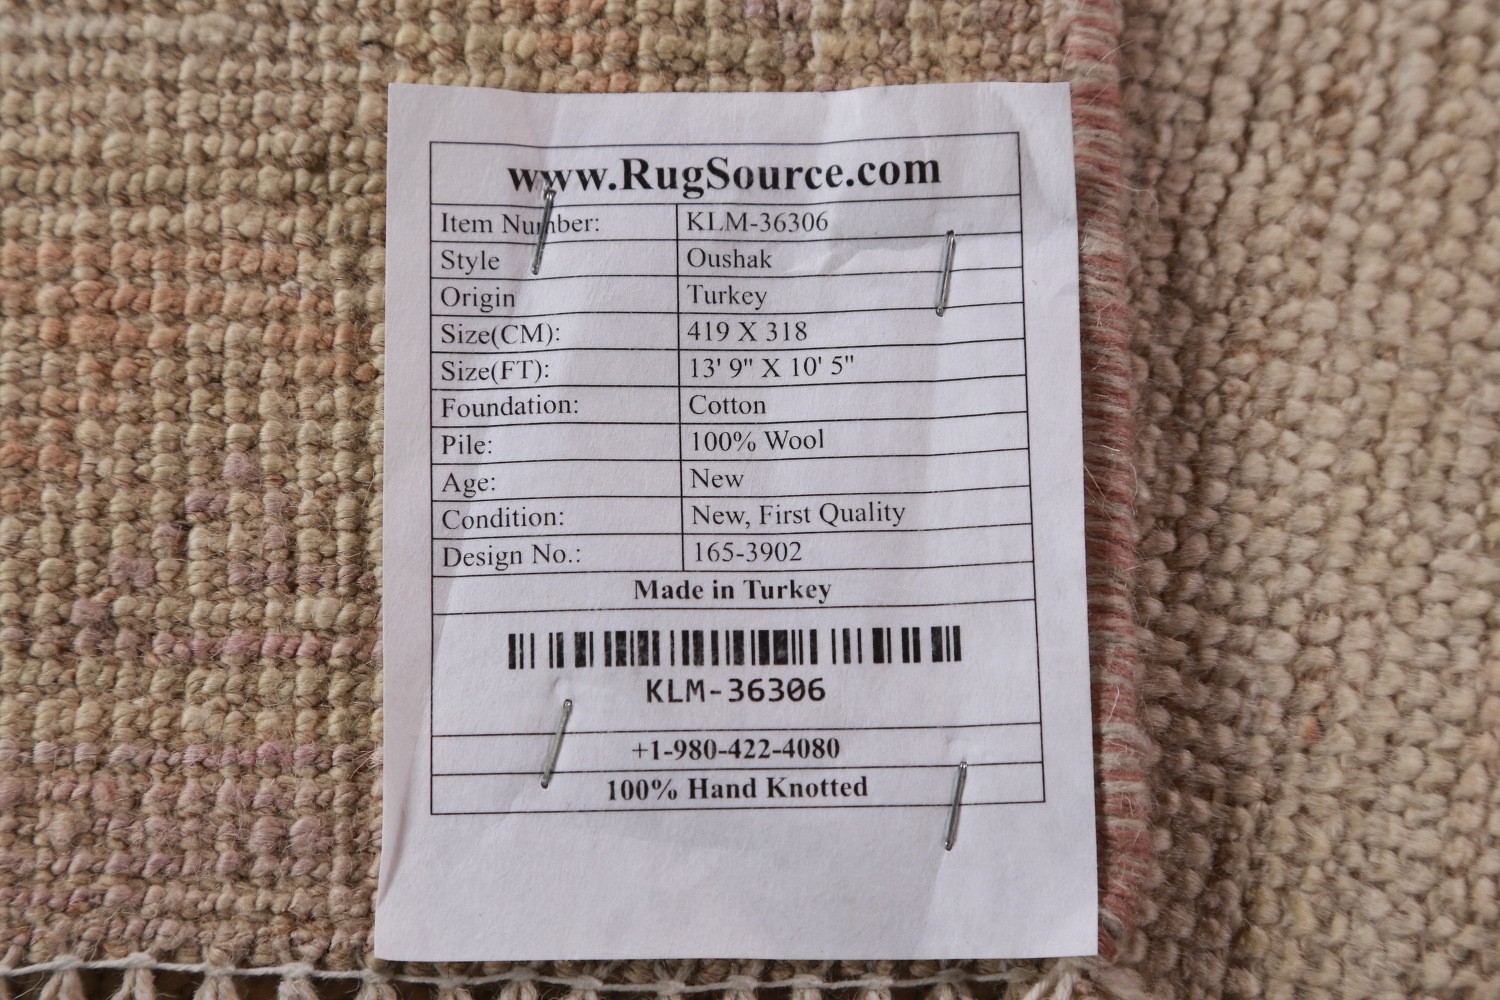 www.RugSource.com
Item Number: KLM-36306
Style Oushak
Origin Turkey
Size(CM): 419 X 318
Size(FT): 13' 9" X 10' 5"
Foundation: Cotton
Pile: 100% Wool
Age: New
Condition: New, First Quality
Design No.: 165-3902
Made in Turkey
KLM-36306
+1-980-422-4080
100% Hand Knotted